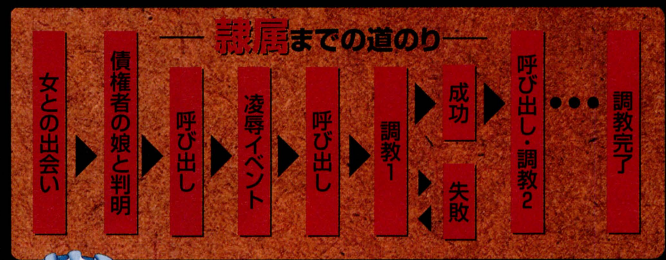 隷属までの道のり
女との出会い
債権者の娘と判明
呼び出し
凌辱イベント
呼び出し
調教1
成功
失敗
呼び出し・調教2
•••
調教完了